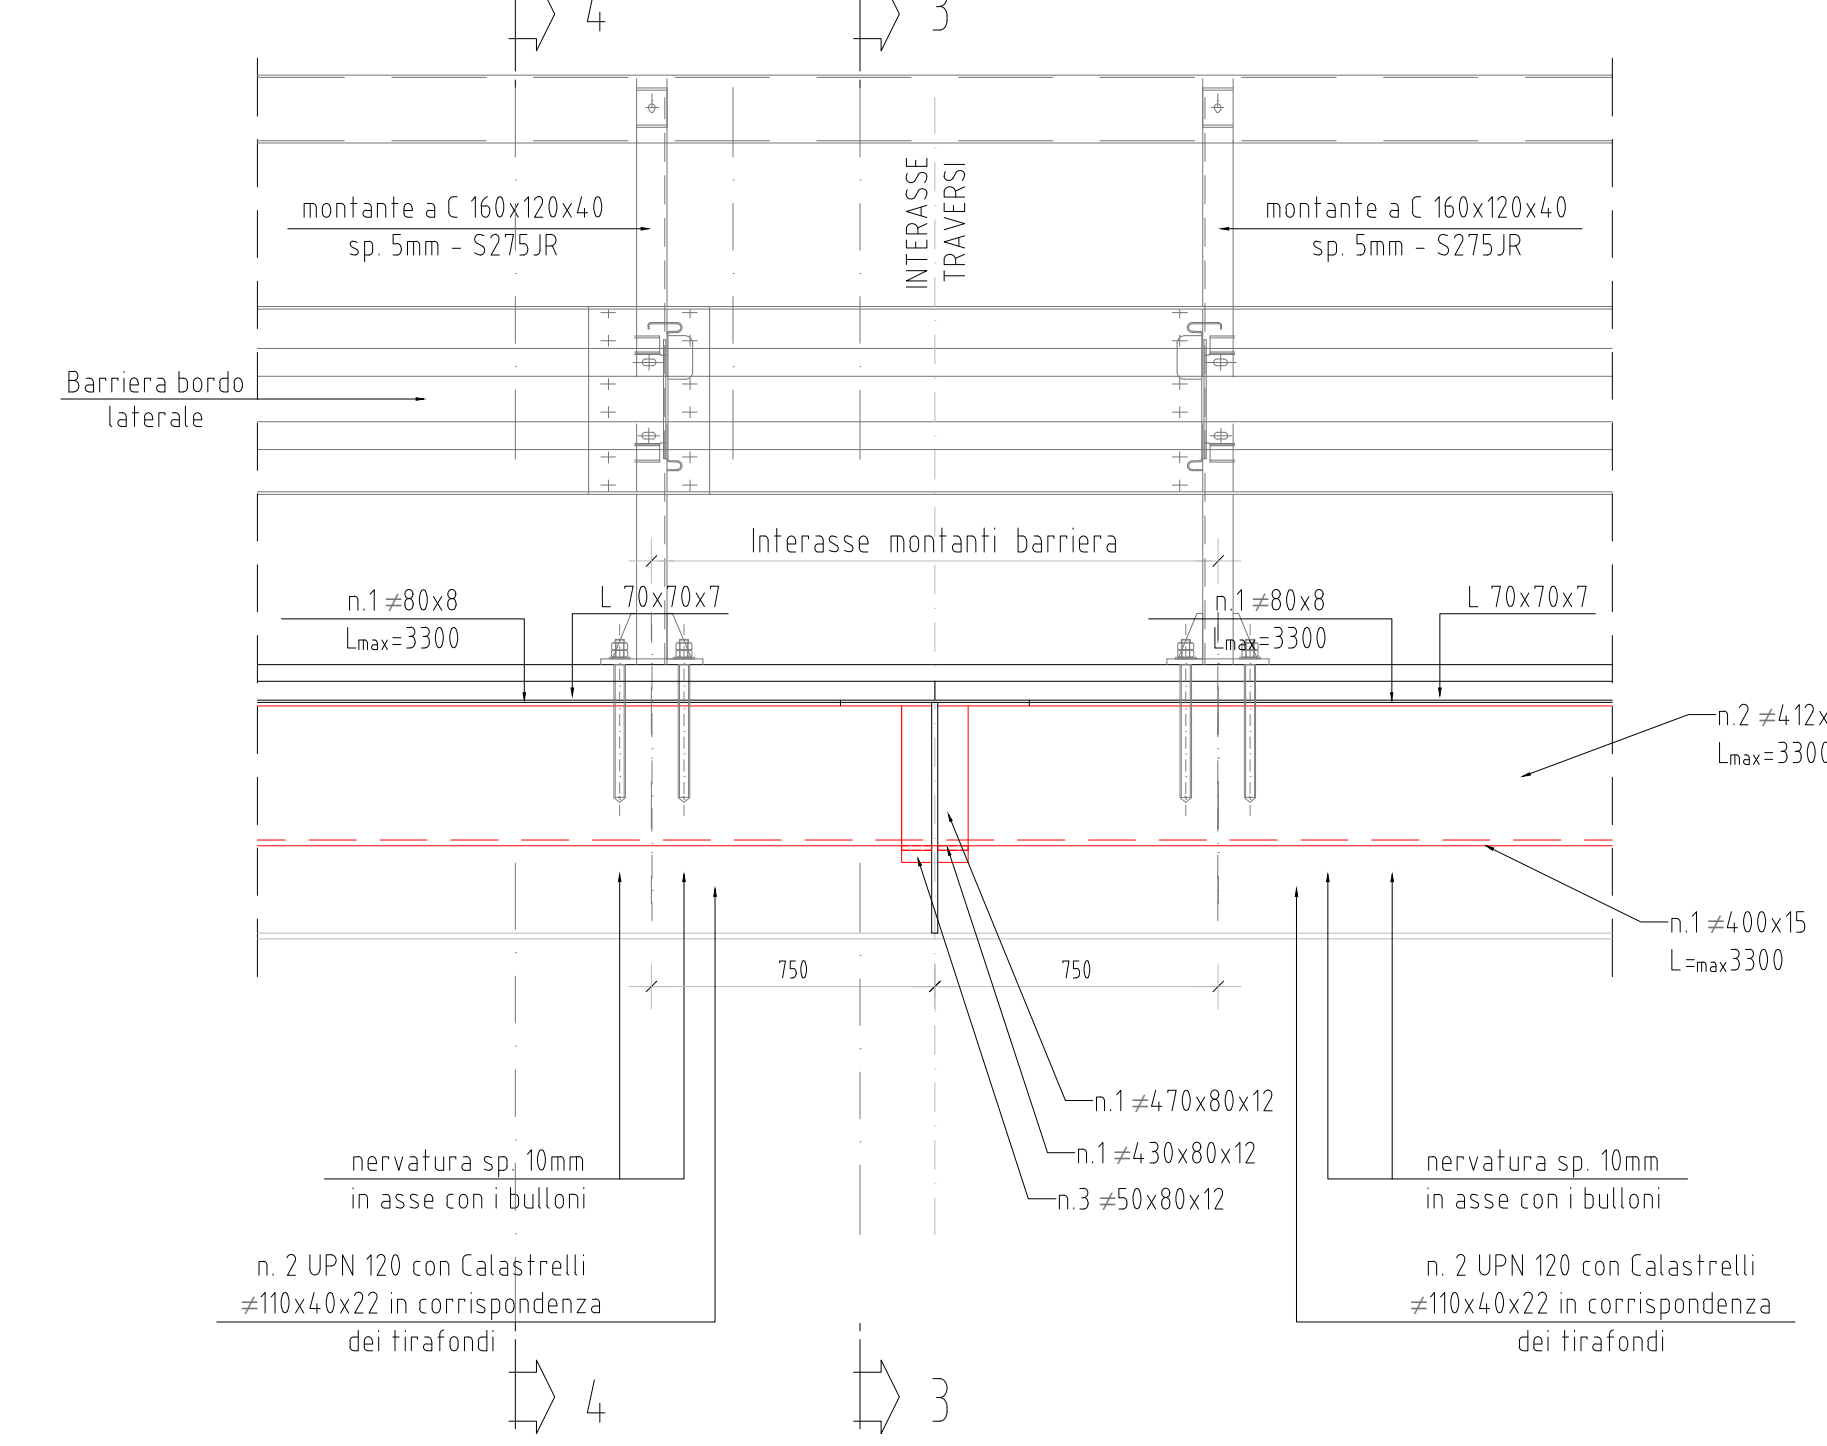 4
3
INTERASSE
TRAVERSI
montante a C 160x120x40
sp. 5mm - S275JR
montante a C 160x120x40
sp. 5mm - S275JR
Barriera bordo
laterale
Interasse montanti barriera
n.1 ≠80x8
Lmax=3300
L 70x70x7
n.1 ≠80x8
Lmax=3300
L 70x70x7
n.2 ≠412x
Lmax=3300
n.1 ≠400x15
L=max3300
750
750
n.1 ≠470x80x12
n.1 ≠430x80x12
n.3 ≠50x80x12
nervatura sp. 10mm
in asse con i bulloni
nervatura sp. 10mm
in asse con i bulloni
n. 2 UPN 120 con Calastrelli
≠110x40x22 in corrispondenza
dei tirafondi
n. 2 UPN 120 con Calastrelli
≠110x40x22 in corrispondenza
dei tirafondi
4
3